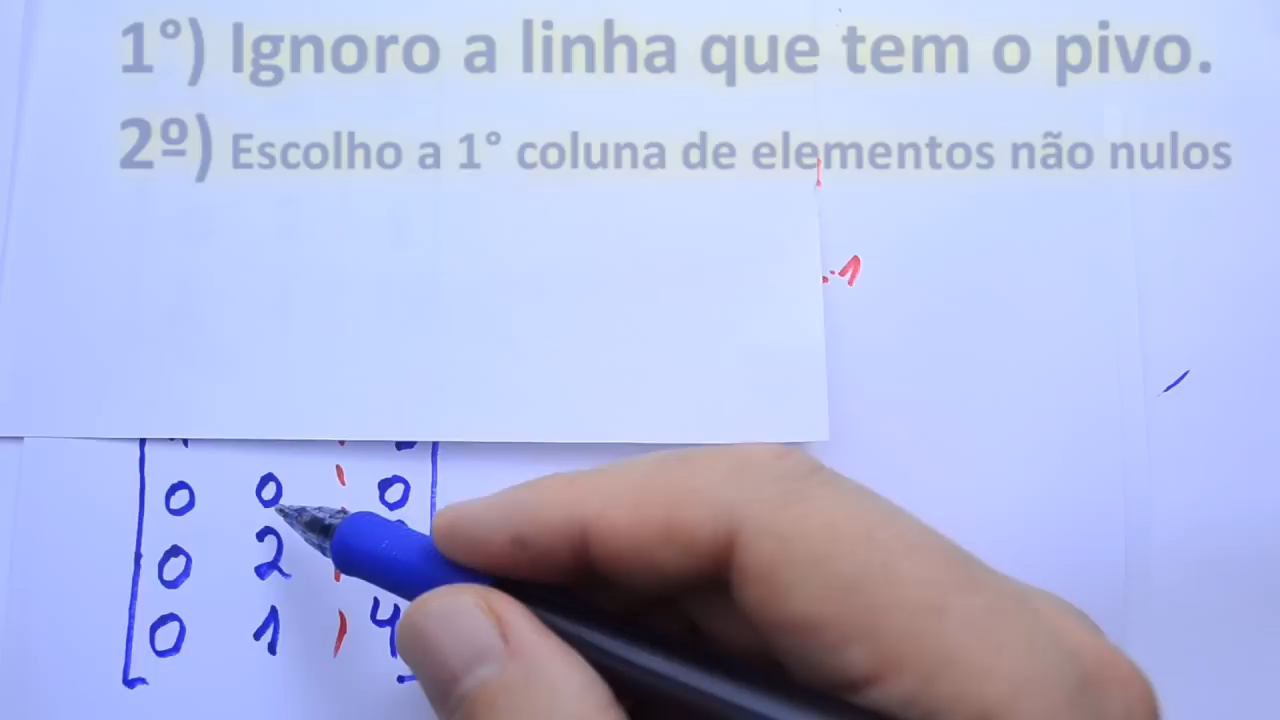 1°) Ignoro a linha que tem o pivo.
2º) Escolho a 1° coluna de elementos não nulos
.1
0 0 0
0 2
0 1 4